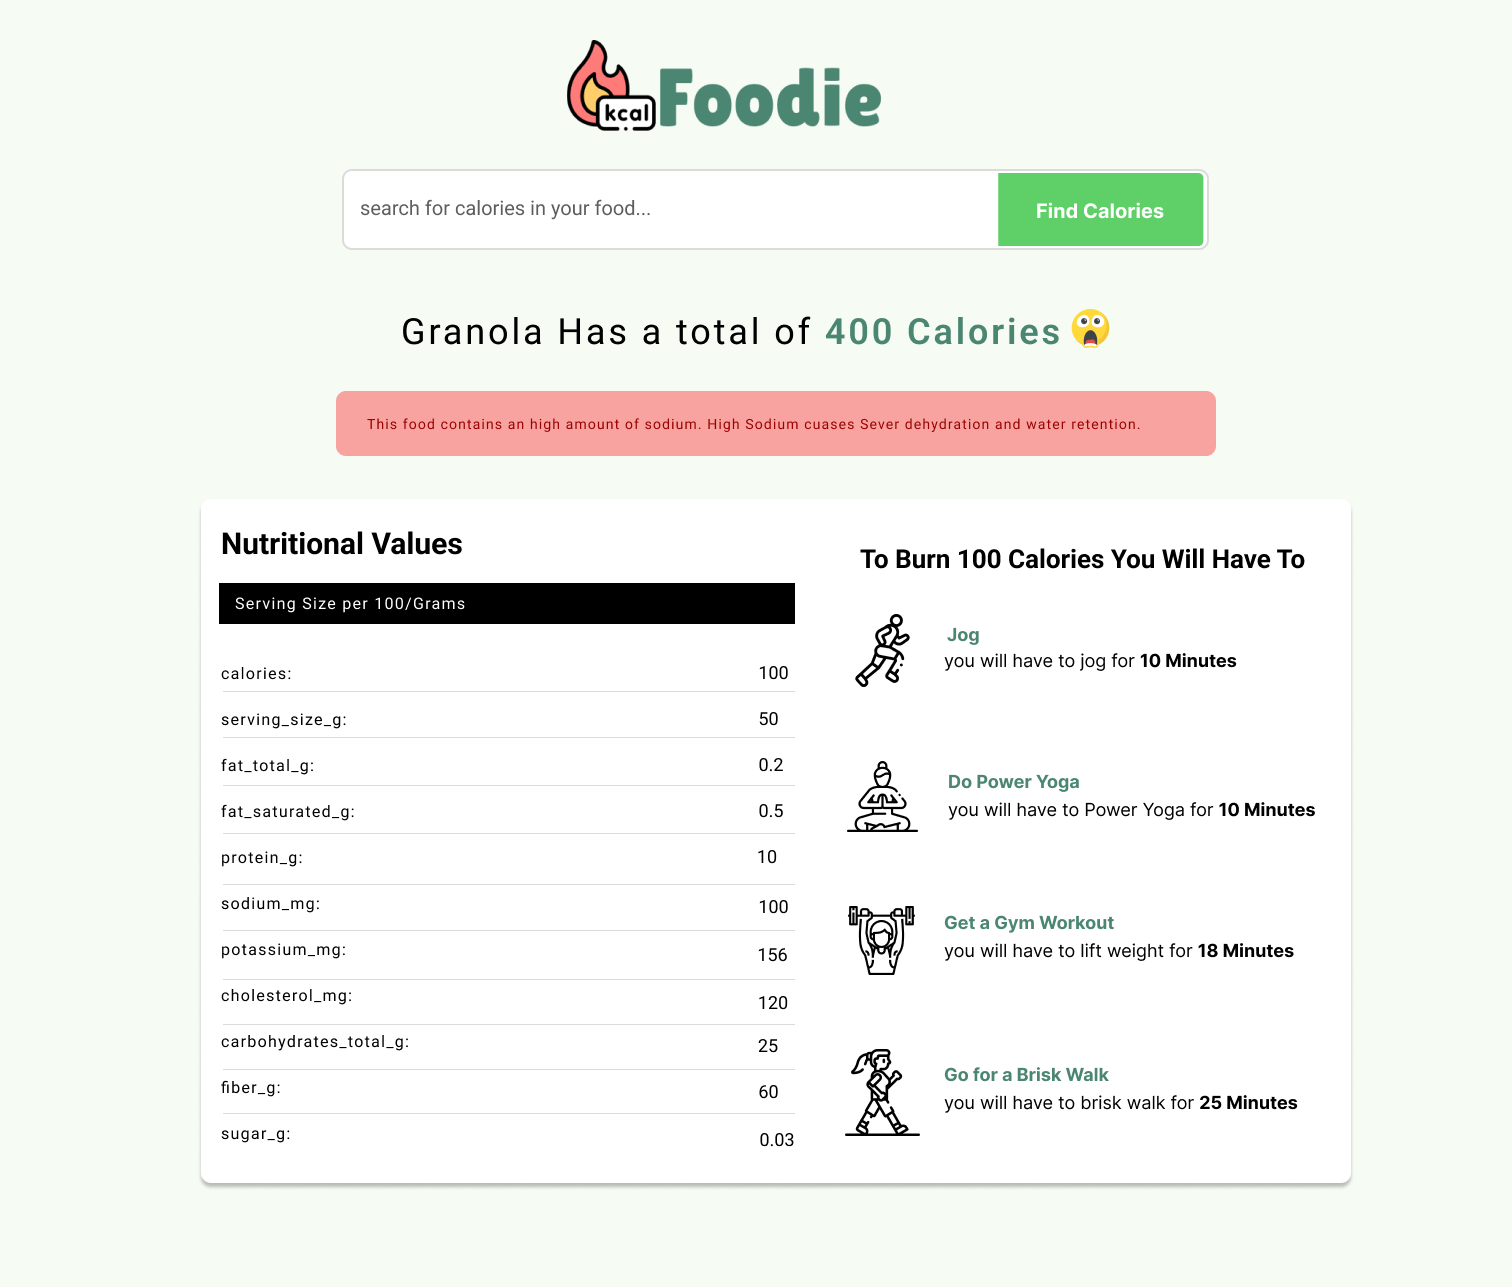 kcal Foodie
search for calories in your food...
Find Calories
Granola Has a total of 400 Calories
This food contains an high amount of sodium. High Sodium cuases Sever dehydration and water retention.
Nutritional Values
Serving Size per 100/Grams
calories: 100
serving_size_g: 50
fat_total_g: 0.2
fat_saturated_g: 0.5
protein_g: 10
sodium_mg: 100
potassium_mg: 156
cholesterol_mg: 120
carbohydrates_total_g: 25
fiber_g: 60
sugar_g: 0.03
To Burn 100 Calories You Will Have To
Jog
you will have to jog for 10 Minutes
Do Power Yoga
you will have to Power Yoga for 10 Minutes
Get a Gym Workout
you will have to lift weight for 18 Minutes
Go for a Brisk Walk
you will have to brisk walk for 25 Minutes